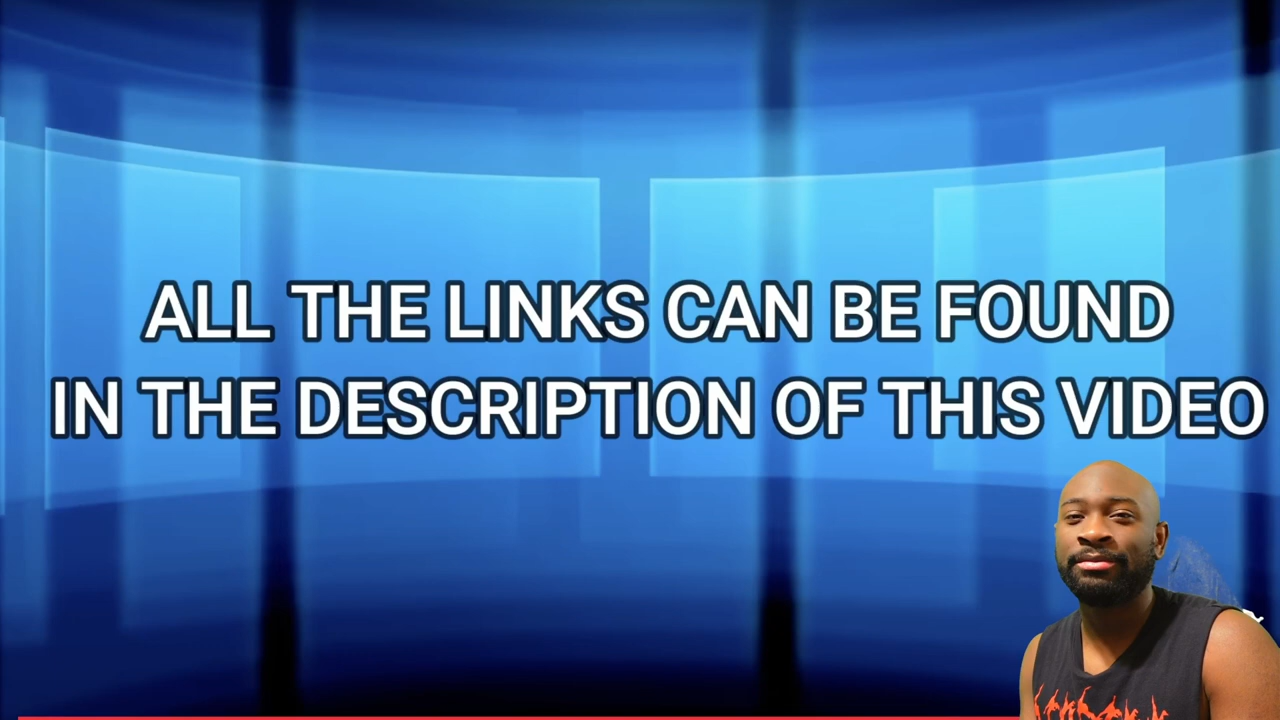 ALL THE LINKS CAN BE FOUND
IN THE DESCRIPTION OF THIS VIDEO